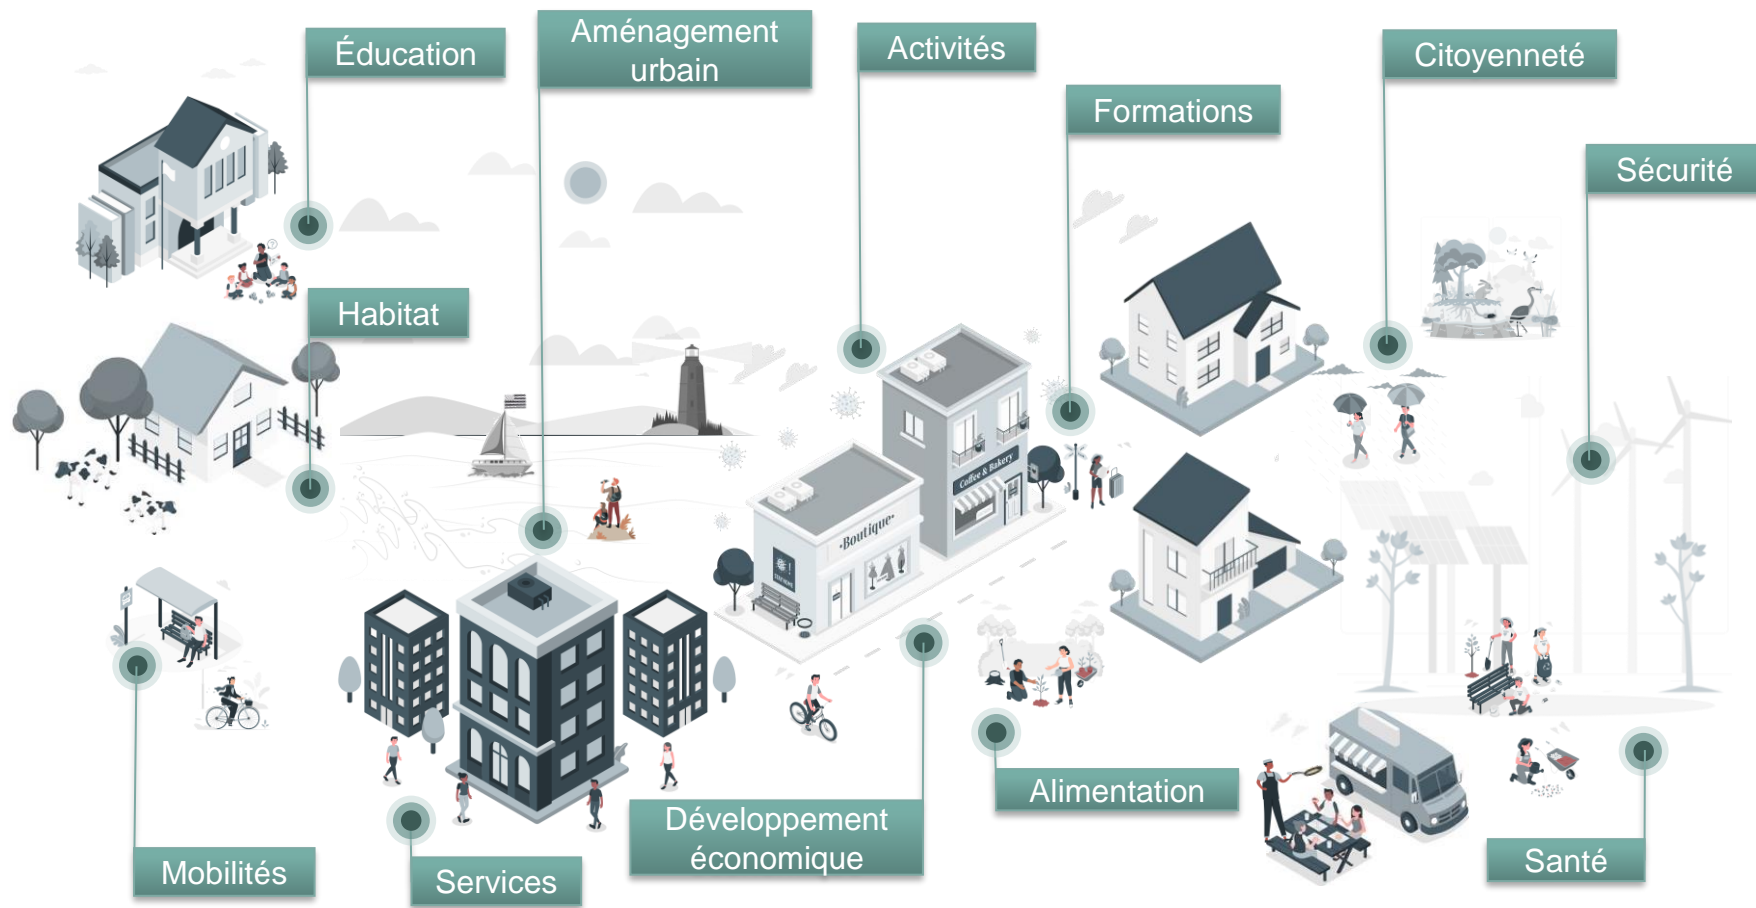 Éducation
Aménagement
urbain
Activités
Citoyenneté
Formations
Sécurité
Habitat
Coffee & Bakery
•Boutique•
Alimentation
Développement
économique
Mobilités
Services
Santé